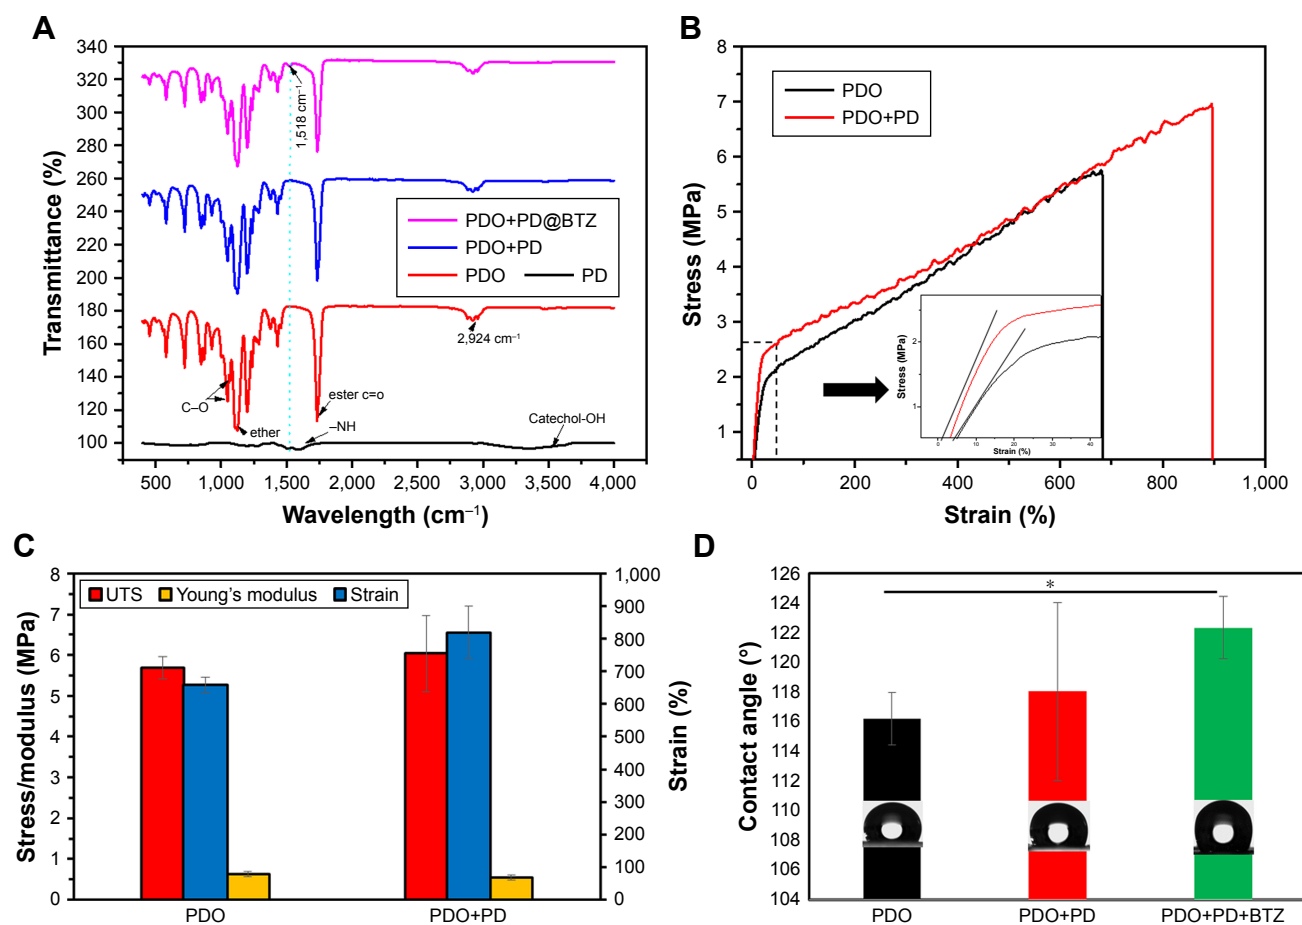 A
340
320
300
280
260
240
220
200
180
160
140
120
100
Transmittance (%)
1,518 cm⁻¹
PDO+PD@BTZ
PDO+PD
PDO
PD
2,924 cm⁻¹
C–O
ether
ester c=o
–NH
Catechol-OH
500 1,000 1,500 2,000 2,500 3,000 3,500 4,000
Wavelength (cm⁻¹)
B
8
7
6
5
4
3
2
1
Stress (MPa)
PDO
PDO+PD
2
1
Stress (MPa)
0 10 20 30 40
Strain (%)
0 200 400 600 800 1,000
Strain (%)
C
8
7
6
5
4
3
2
1
0
Stress/modulus (MPa)
UTS Young's modulus Strain
1,000
900
800
700
600
500
400
300
200
100
0
Strain (%)
PDO PDO+PD
D
126
124
122
120
118
116
114
112
110
108
106
104
Contact angle (°)
*
PDO PDO+PD PDO+PD+BTZ